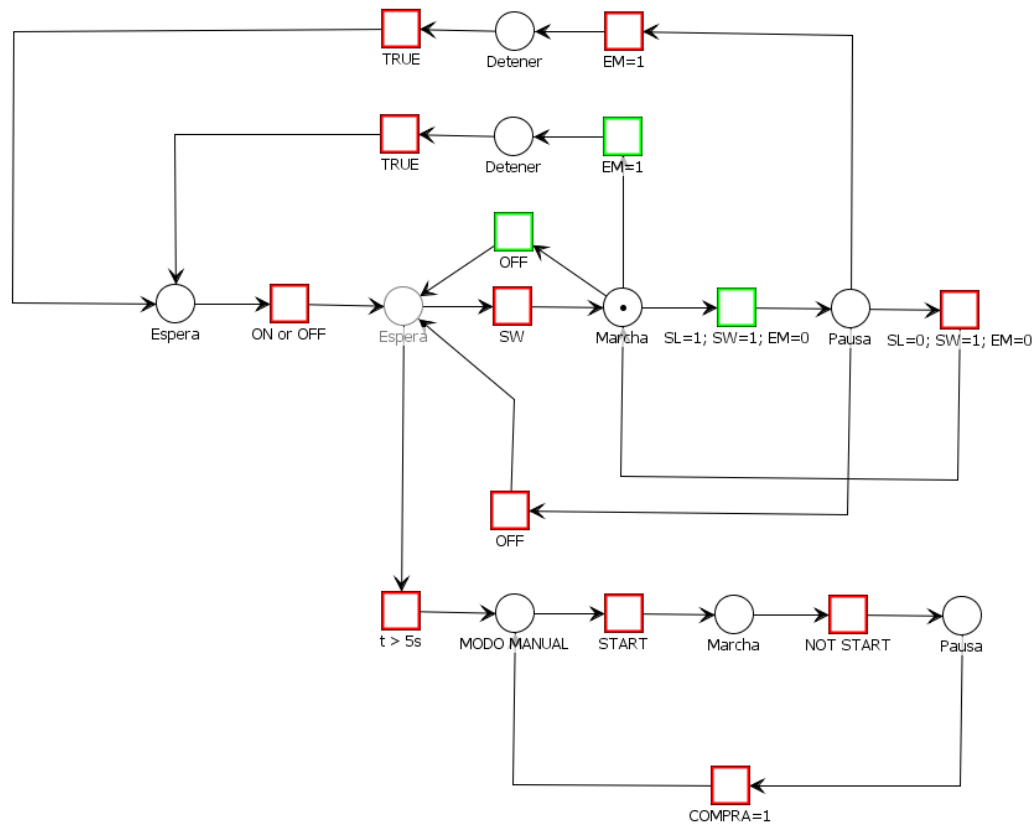 TRUE
Detener
EM=1
TRUE
Detener
EM=1
OFF
Espera
ON or OFF
Espera
SW
Marcha
SL=1; SW=1; EM=0
Pausa
SL=0; SW=1; EM=0
OFF
t > 5s
MODO MANUAL
START
Marcha
NOT START
Pausa
COMPRA=1